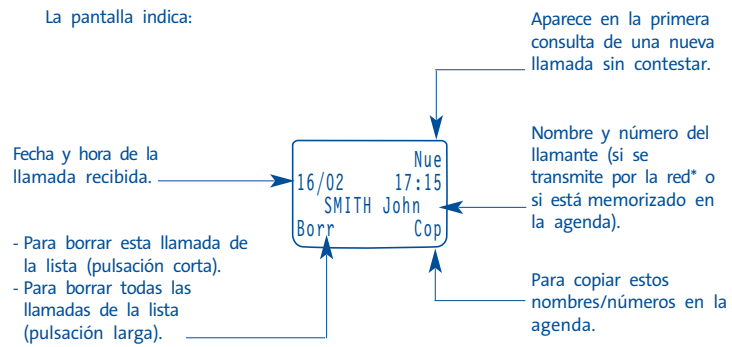 La pantalla indica:
Aparece en la primera
consulta de una nueva
llamada sin contestar.
Fecha y hora de la
llamada recibida.
Nue
16/02 17:15
SMITH John
Borr Cop
Nombre y número del
llamante (si se
transmite por la red* o
si está memorizado en
la agenda).
- Para borrar esta llamada de
la lista (pulsación corta).
- Para borrar todas las
llamadas de la lista
(pulsación larga).
Para copiar estos
nombres/números en la
agenda.